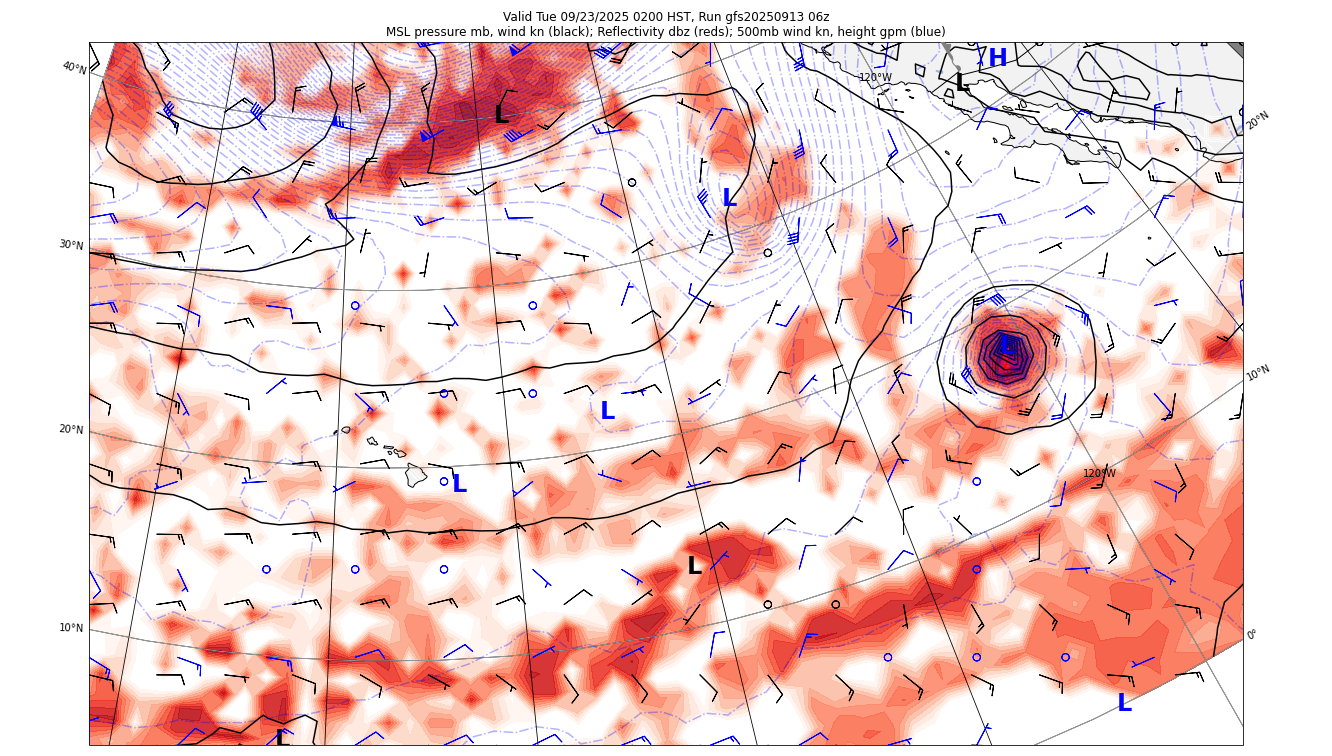 Valid Tue 09/23/2025 0200 HST, Run gfs20250913 06z
MSL pressure mb, wind kn (black); Reflectivity dbz (reds); 500mb wind kn, height gpm (blue)
40°N
H
120°W
L
L
20°N
L
30°N
L
10°N
L
20°N
L
120°W
L
10°N
0°
L
L